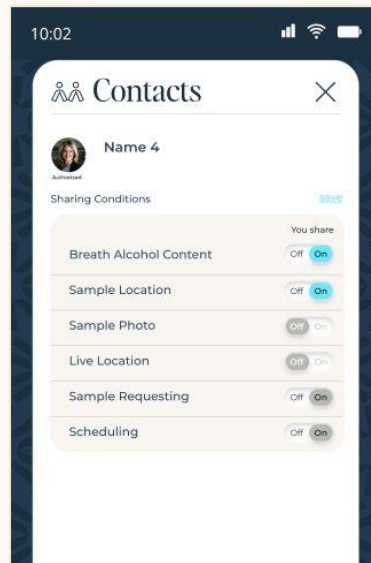 10:02
Contacts
Name 4
Authorized
Sharing Conditions
You share
Breath Alcohol Content Off On
Sample Location Off On
Sample Photo Off On
Live Location Off On
Sample Requesting Off On
Scheduling Off On